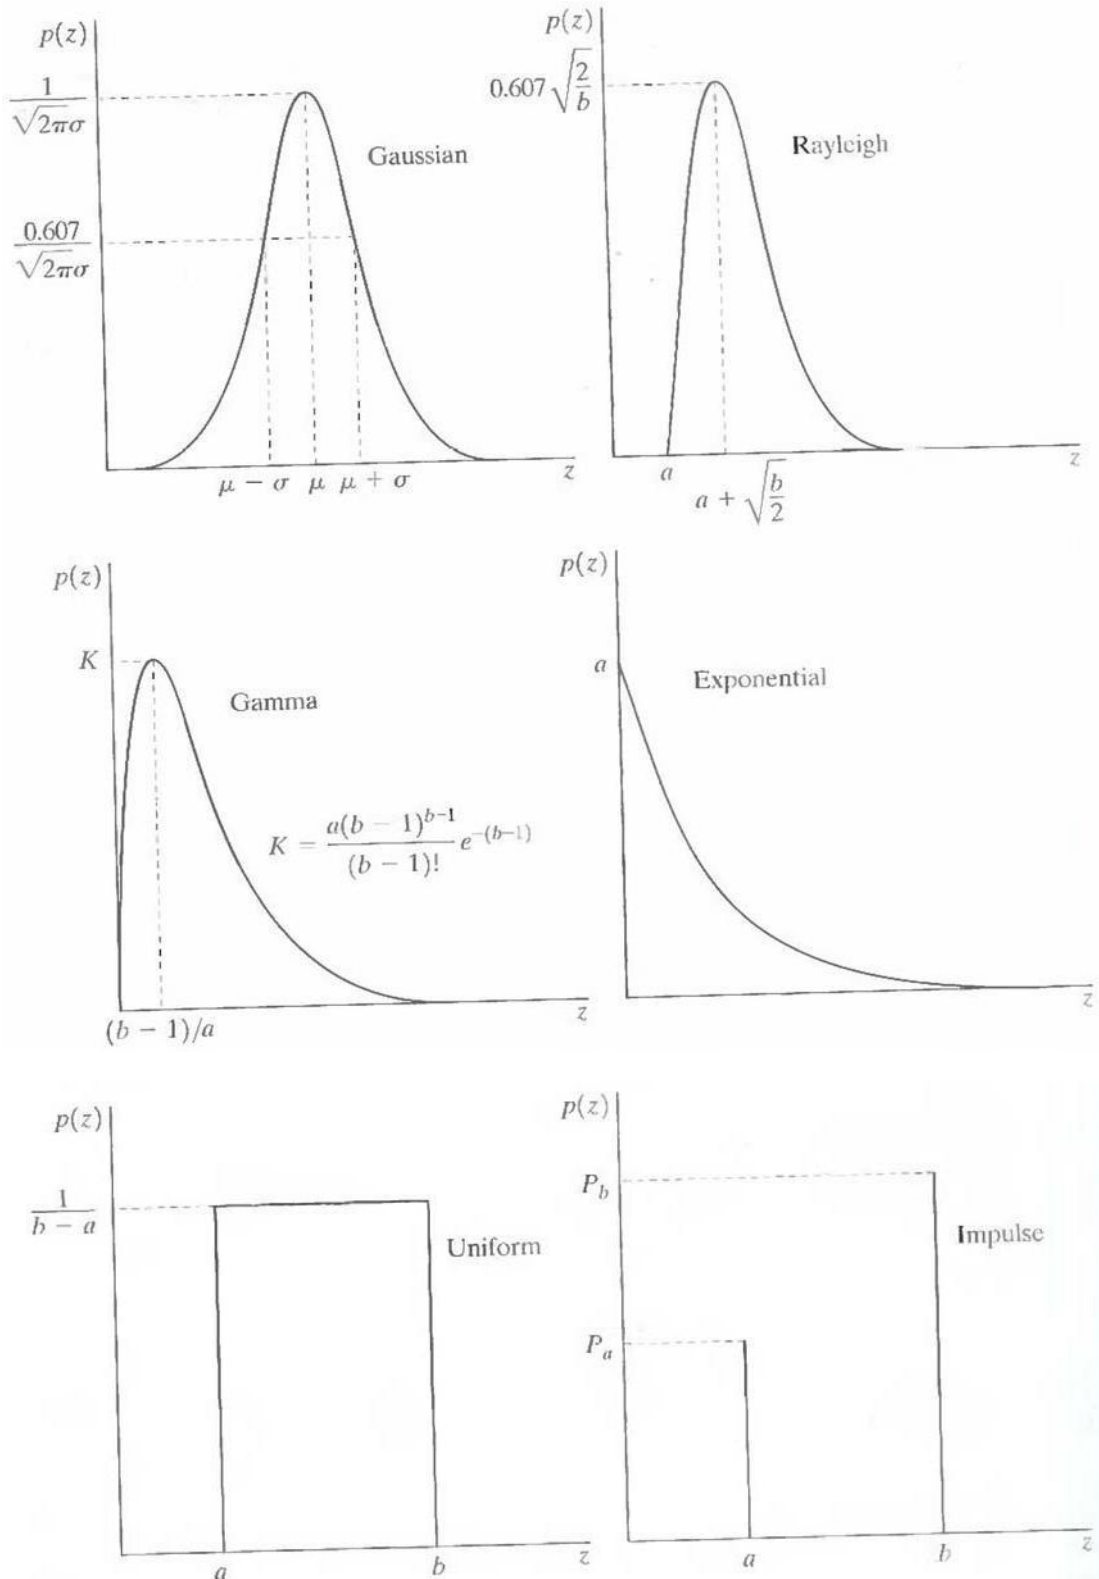 p(z)
1
√2πσ
0.607
√2πσ
Gaussian
μ − σ μ μ + σ
z
p(z)
0.607 √2/b
Rayleigh
a
a + √b/2
z
p(z)
K
Gamma
K = a(b − 1)^{b−1} / (b − 1)! e^{−(b−1)}
(b − 1)/a
z
p(z)
a
Exponential
z
p(z)
1
b − a
Uniform
a
b
z
p(z)
P_b
P_a
Impulse
a
b
z